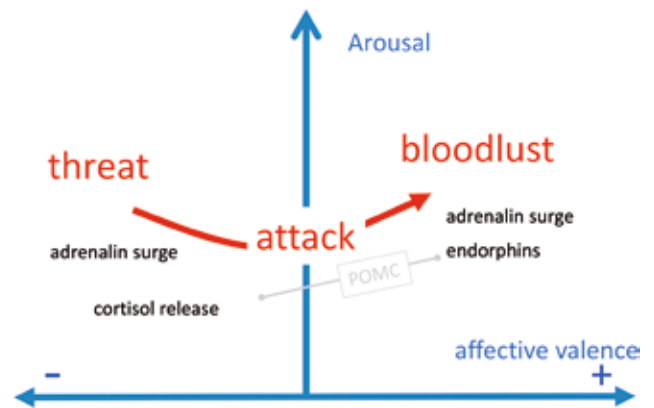 Arousal
threat
bloodlust
attack
adrenalin surge
adrenalin surge
endorphins
POMC
cortisol release
affective valence
-
+